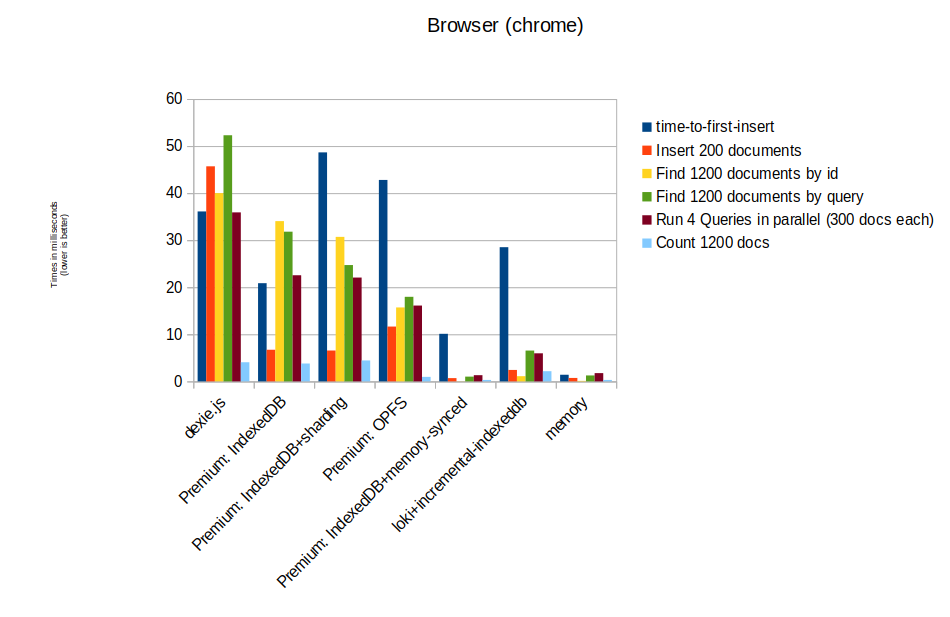 Browser (chrome)
Times in milliseconds
(lower is better)
60
50
40
30
20
10
0
dexie.js
Premium: IndexedDB
Premium: IndexedDB+sharding
Premium: OPFS
Premium: IndexedDB+memory-synced
loki+incremental-indexeddb
memory
time-to-first-insert
Insert 200 documents
Find 1200 documents by id
Find 1200 documents by query
Run 4 Queries in parallel (300 docs each)
Count 1200 docs